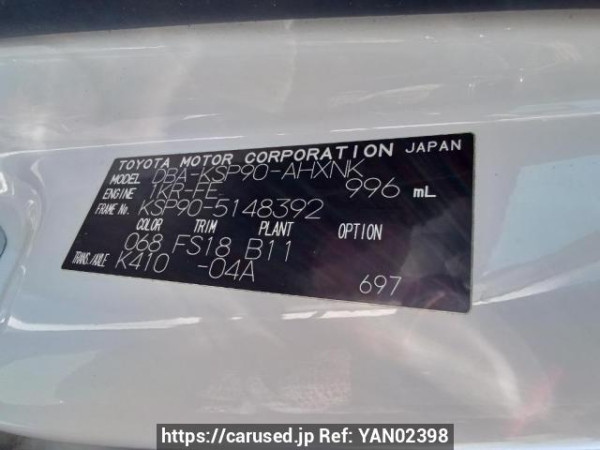 TOYOTA MOTOR CORPORATION JAPAN
MODEL DBA-KSP90-AHXNK
ENGINE 1KR-FE 996 mL
FRAME No. KSP90-5148392
COLOR TRIM PLANT OPTION
068 FS18 B11
TRANS./AXLE K410 -04A
697
https://carused.jp Ref: YAN02398